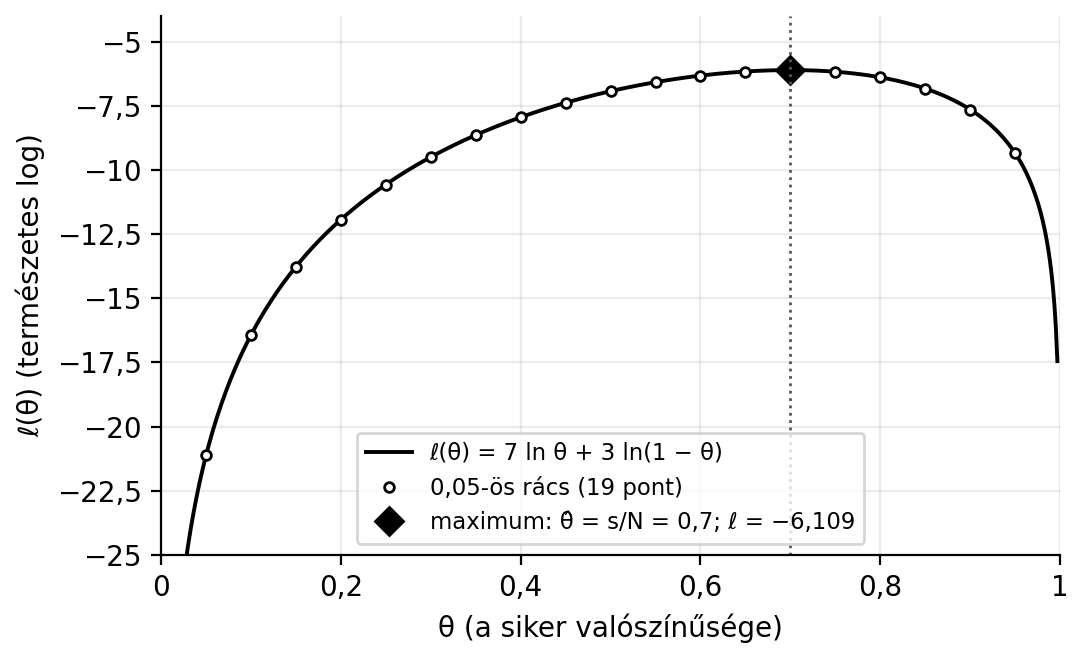 −5
−7,5
−10
−12,5
−15
−17,5
−20
−22,5
−25
ℓ(θ) (természetes log)
ℓ(θ) = 7 ln θ + 3 ln(1 − θ)
0,05-ös rács (19 pont)
maximum: θ̂ = s/N = 0,7; ℓ = −6,109
0 0,2 0,4 0,6 0,8 1
θ (a siker valószínűsége)